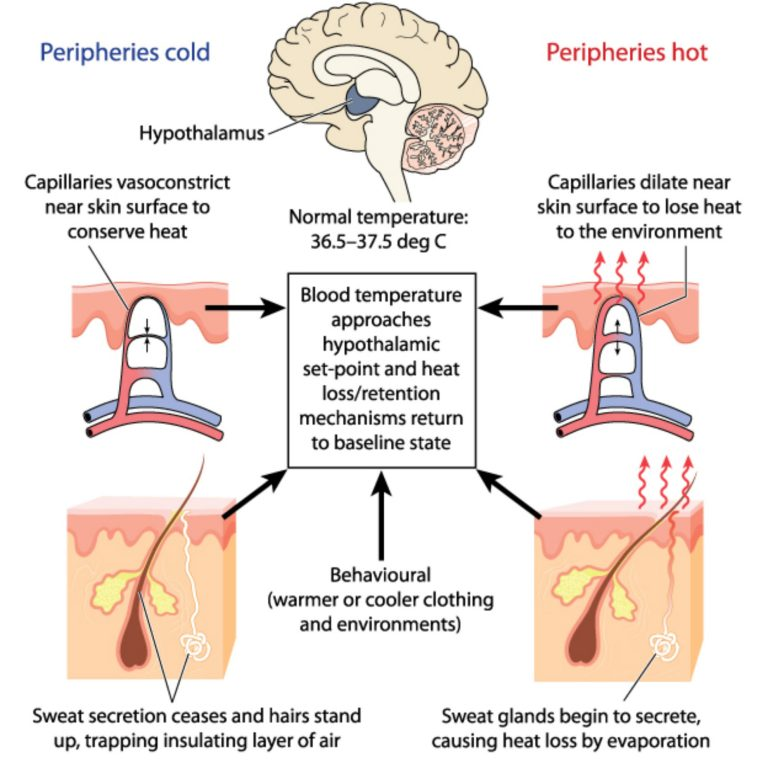 Peripheries cold
Peripheries hot
Hypothalamus
Capillaries vasoconstrict
near skin surface to
conserve heat
Normal temperature:
36.5–37.5 deg C
Capillaries dilate near
skin surface to lose heat
to the environment
Blood temperature
approaches
hypothalamic
set-point and heat
loss/retention
mechanisms return
to baseline state
Behavioural
(warmer or cooler clothing
and environments)
Sweat secretion ceases and hairs stand
up, trapping insulating layer of air
Sweat glands begin to secrete,
causing heat loss by evaporation